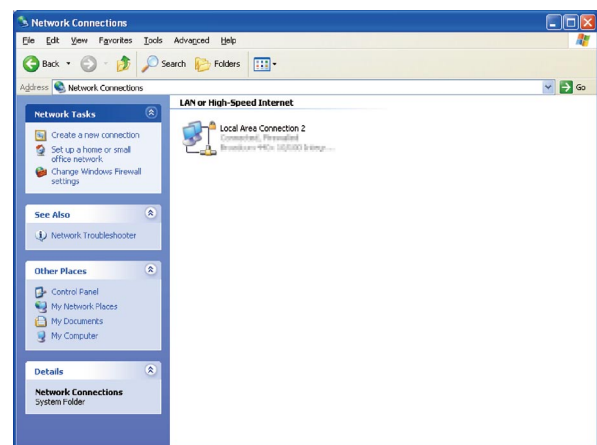 Network Connections
File Edit View Favorites Tools Advanced Help
Back Search Folders
Address Network Connections Go
Network Tasks
Create a new connection
Set up a home or small
office network
Change Windows Firewall
settings
See Also
Network Troubleshooter
Other Places
Control Panel
My Network Places
My Documents
My Computer
Details
Network Connections
System Folder
LAN or High-Speed Internet
Local Area Connection 2
Connected, Firewalled